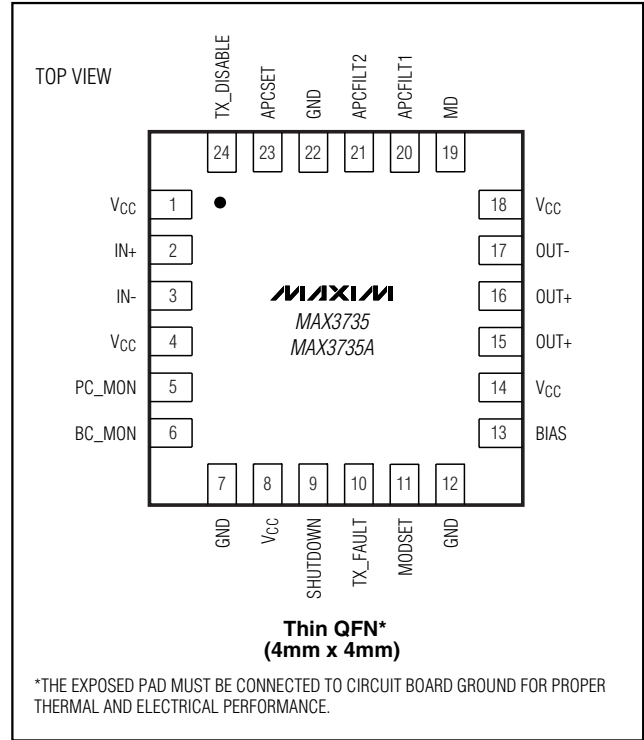 TOP VIEW
TX_DISABLE
APCSET
GND
APCFILT2
APCFILT1
MD
24 23 22 21 20 19
VCC 1
IN+ 2
IN- 3
VCC 4
PC_MON 5
BC_MON 6
18 VCC
17 OUT-
16 OUT+
15 OUT+
14 VCC
13 BIAS
MAXIM
MAX3735
MAX3735A
7 8 9 10 11 12
GND
VCC
SHUTDOWN
TX_FAULT
MODSET
GND
Thin QFN*
(4mm x 4mm)
*THE EXPOSED PAD MUST BE CONNECTED TO CIRCUIT BOARD GROUND FOR PROPER
THERMAL AND ELECTRICAL PERFORMANCE.